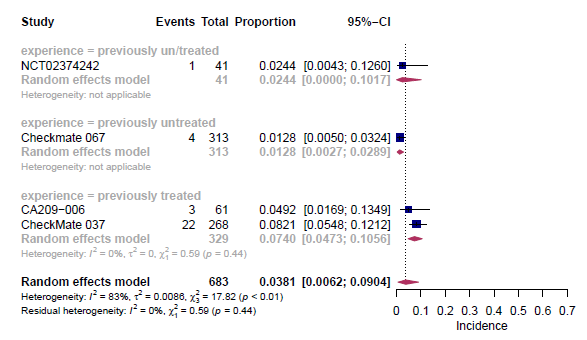 Study Events Total Proportion 95%−CI
experience = previously un/treated
NCT02374242 1 41 0.0244 [0.0043; 0.1260]
Random effects model 41 0.0244 [0.0000; 0.1017]
Heterogeneity: not applicable
experience = previously untreated
Checkmate 067 4 313 0.0128 [0.0050; 0.0324]
Random effects model 313 0.0128 [0.0027; 0.0289]
Heterogeneity: not applicable
experience = previously treated
CA209−006 3 61 0.0492 [0.0169; 0.1349]
CheckMate 037 22 268 0.0821 [0.0548; 0.1212]
Random effects model 329 0.0740 [0.0473; 0.1056]
Heterogeneity: I² = 0%, τ² = 0, χ²₁ = 0.59 (p = 0.44)
Random effects model 683 0.0381 [0.0062; 0.0904]
Heterogeneity: I² = 83%, τ² = 0.0086, χ²₃ = 17.82 (p < 0.01)
Residual heterogeneity: I² = 0%, χ²₁ = 0.59 (p = 0.44)
0 0.1 0.2 0.3 0.4 0.5 0.6 0.7
Incidence